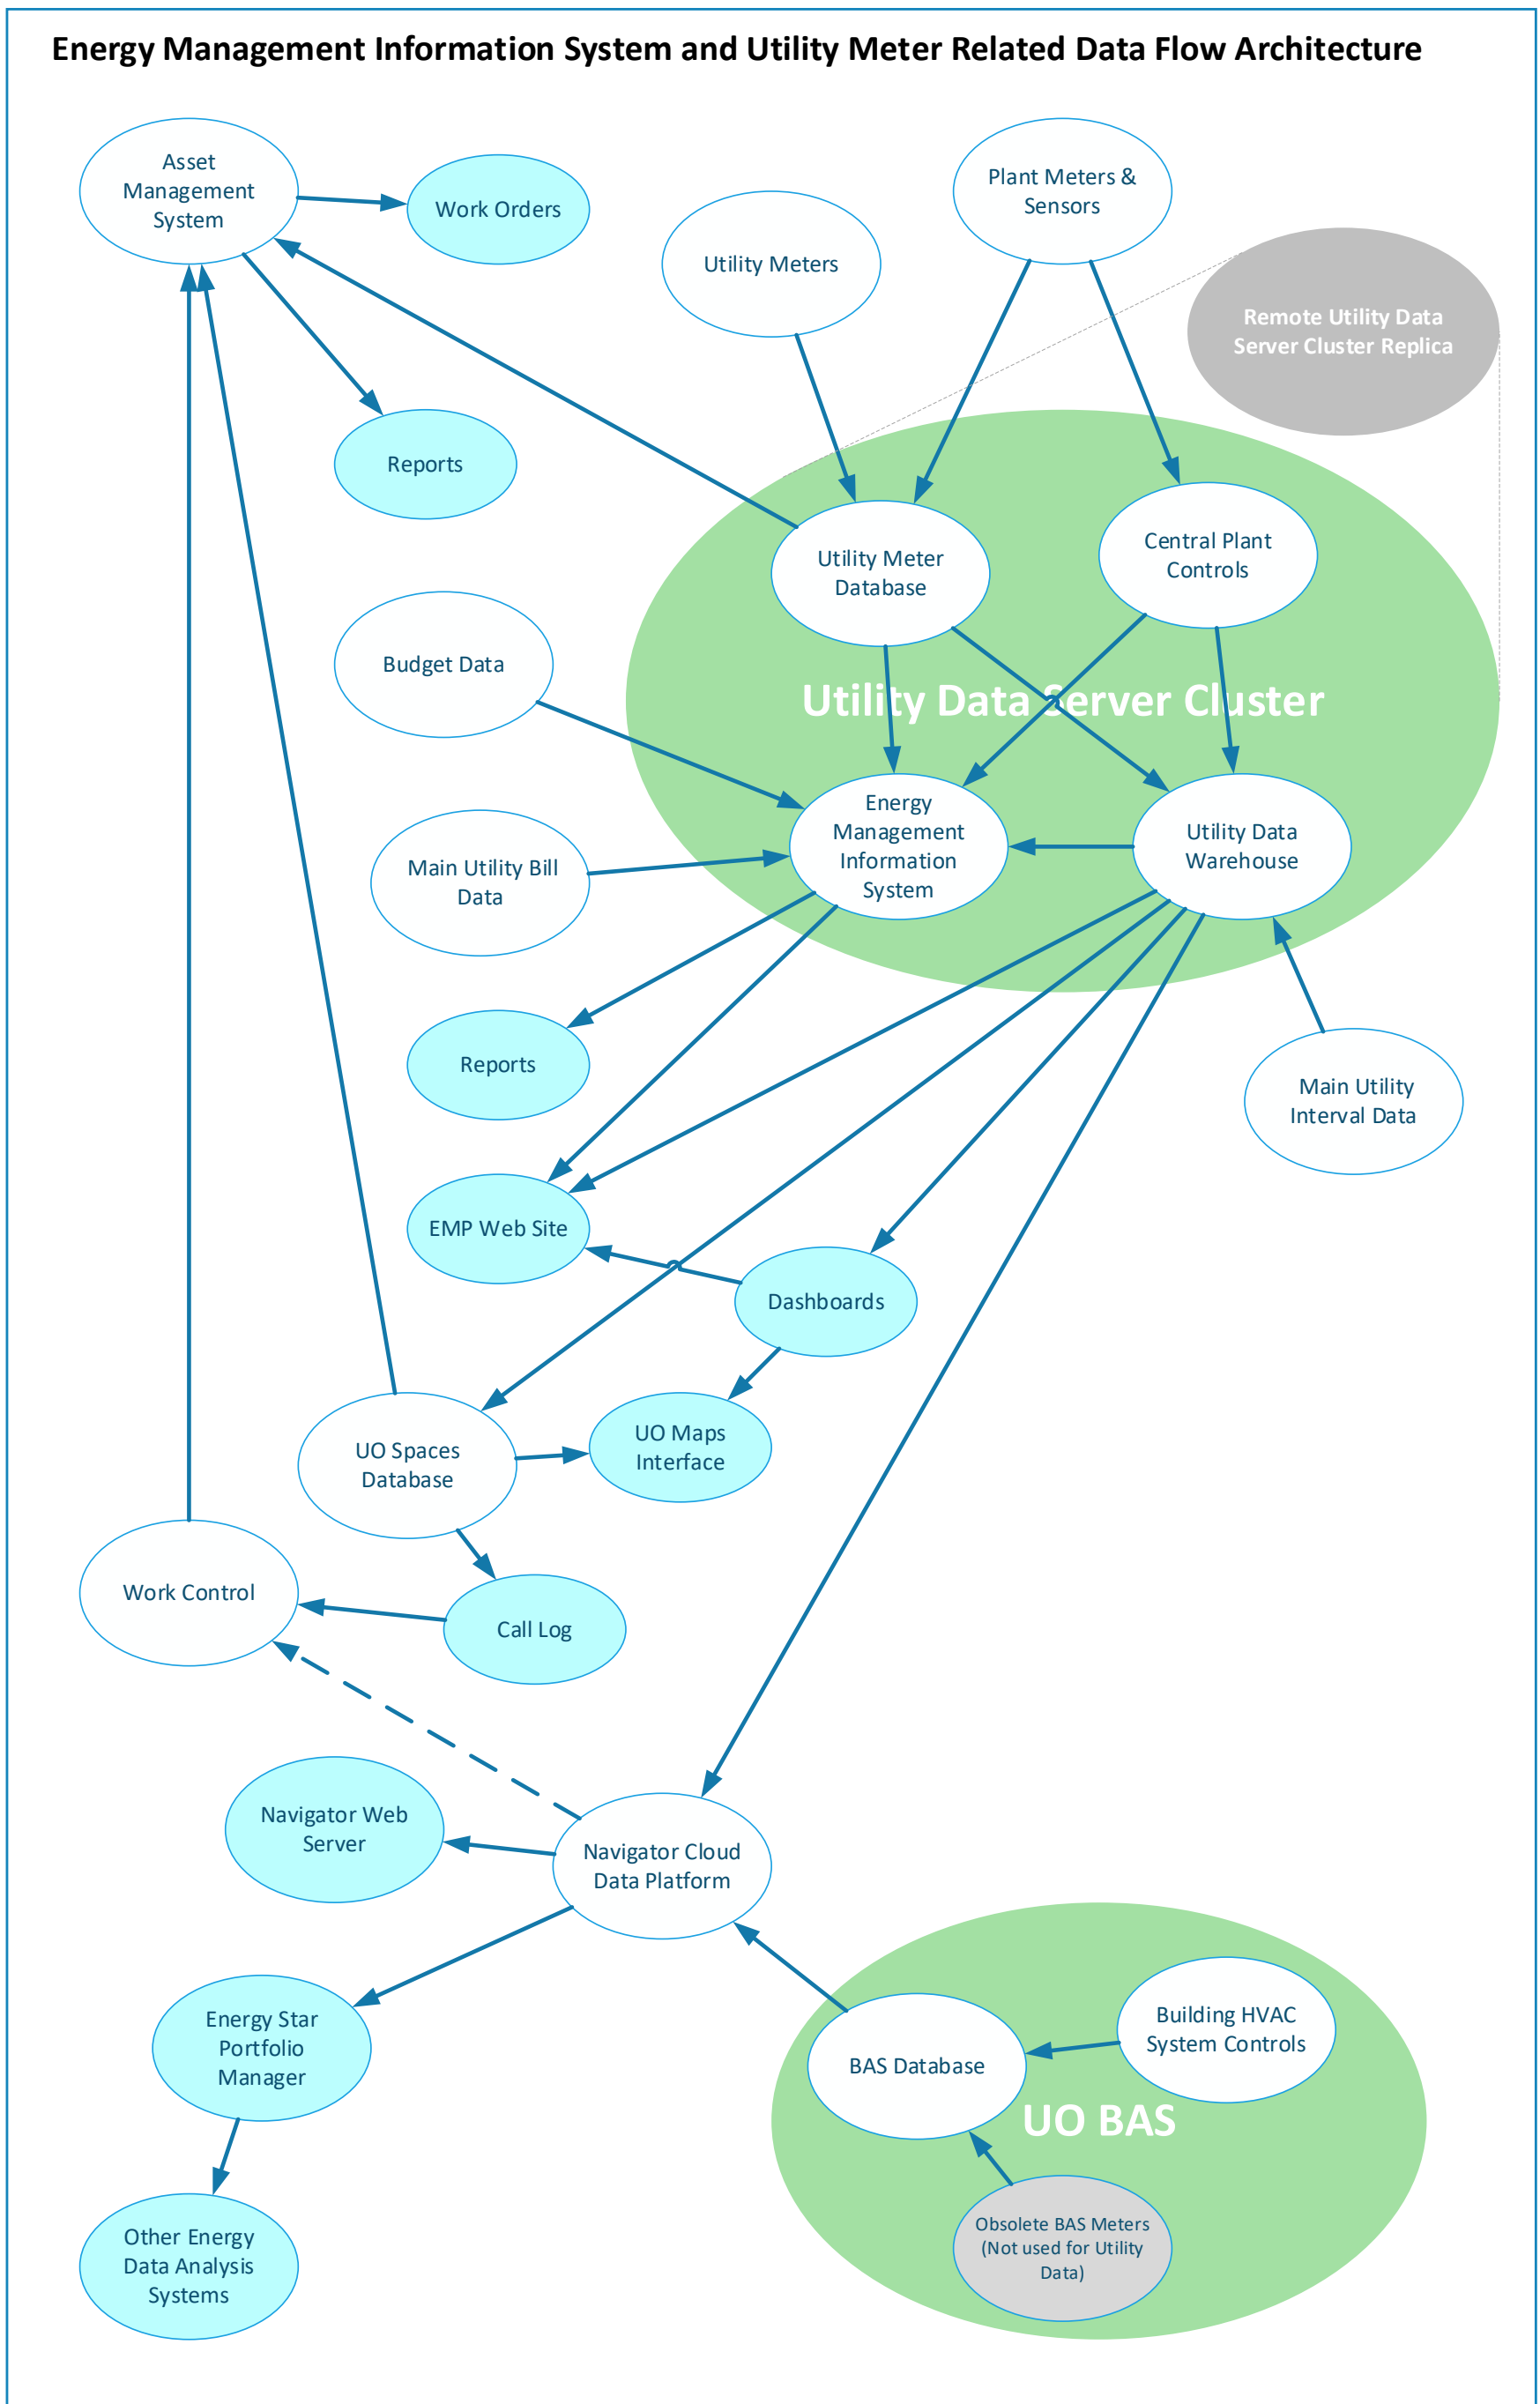 Energy Management Information System and Utility Meter Related Data Flow Architecture
Asset
Management
System
Work Orders
Plant Meters &
Sensors
Utility Meters
Remote Utility Data
Server Cluster Replica
Reports
Utility Meter
Database
Central Plant
Controls
Budget Data
Utility Data Server Cluster
Main Utility Bill
Data
Energy
Management
Information
System
Utility Data
Warehouse
Reports
Main Utility
Interval Data
EMP Web Site
Dashboards
UO Spaces
Database
UO Maps
Interface
Work Control
Call Log
Navigator Web
Server
Navigator Cloud
Data Platform
Energy Star
Portfolio
Manager
BAS Database
Building HVAC
System Controls
UO BAS
Other Energy
Data Analysis
Systems
Obsolete BAS Meters
(Not used for Utility
Data)